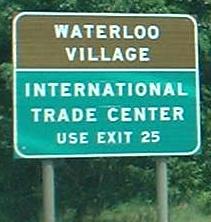 WATERLOO
VILLAGE
INTERNATIONAL
TRADE CENTER
USE EXIT 25